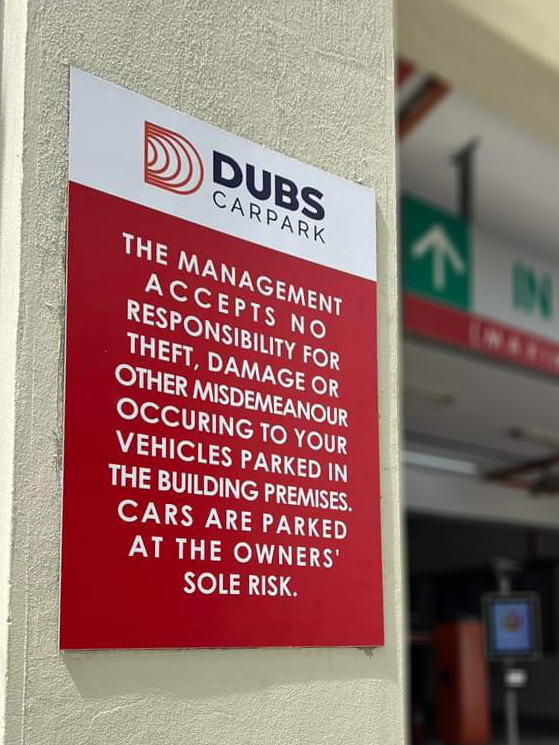 DUBS
CARPARK
THE MANAGEMENT
ACCEPTS NO
RESPONSIBILITY FOR
THEFT, DAMAGE OR
OTHER MISDEMEANOUR
OCCURING TO YOUR
VEHICLES PARKED IN
THE BUILDING PREMISES.
CARS ARE PARKED
AT THE OWNERS'
SOLE RISK.
IN